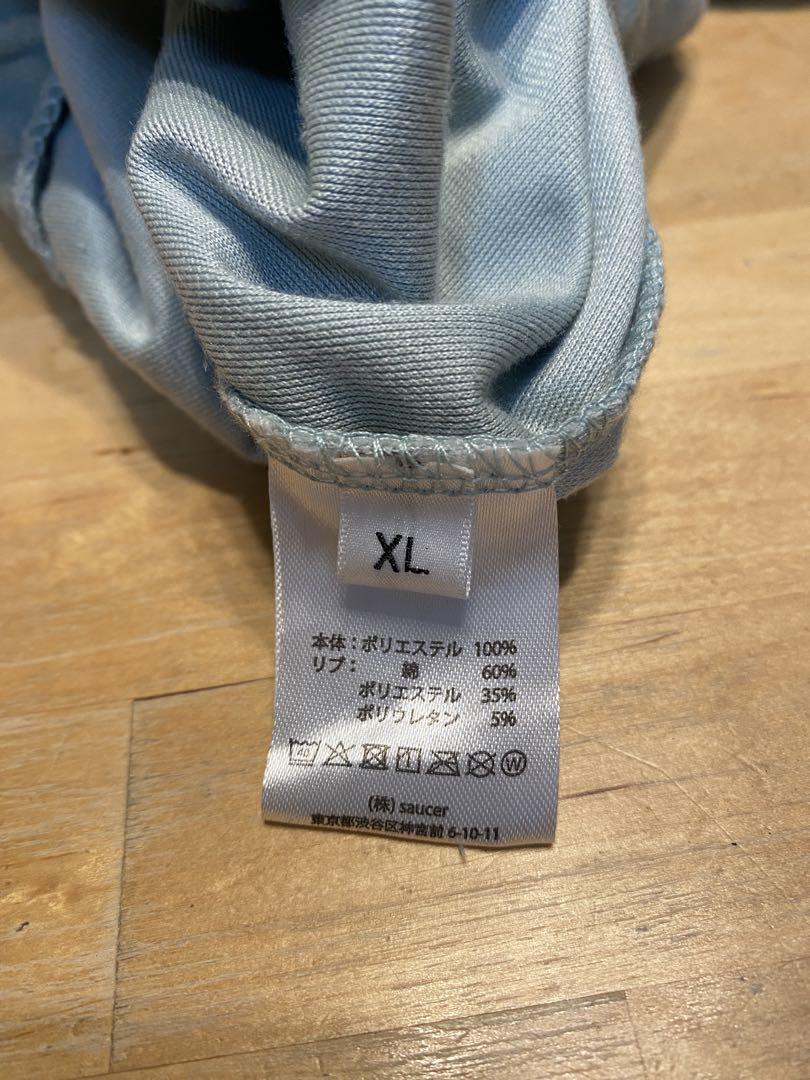 XL
本体：ポリエステル 100%
リブ： 綿 60%
ポリエステル 35%
ポリウレタン 5%
40 W
(株) saucer
東京都渋谷区神宮前 6-10-11